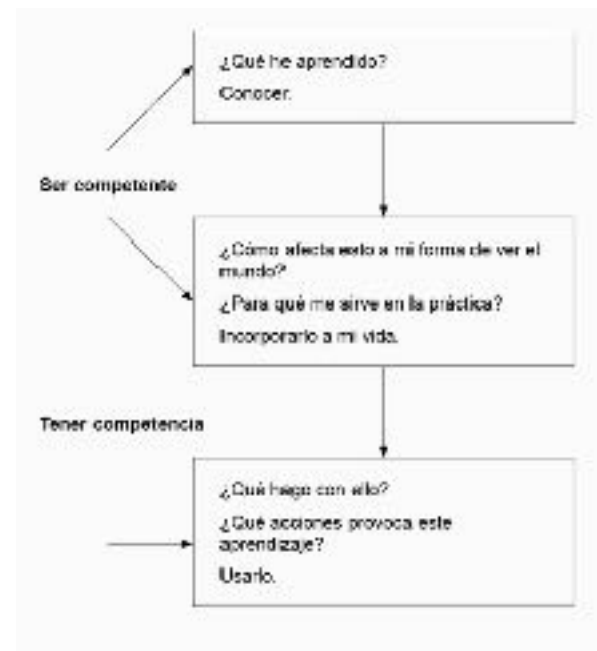 ¿Qué he aprendido?
Conocer.
Ser competente
¿Cómo afecta esto a mi forma de ver el
mundo?
¿Para qué me sirve en la práctica?
Incorporarlo a mi vida.
Tener competencia
¿Qué hago con ello?
¿Qué acciones provoca este
aprendizaje?
Usarlo.